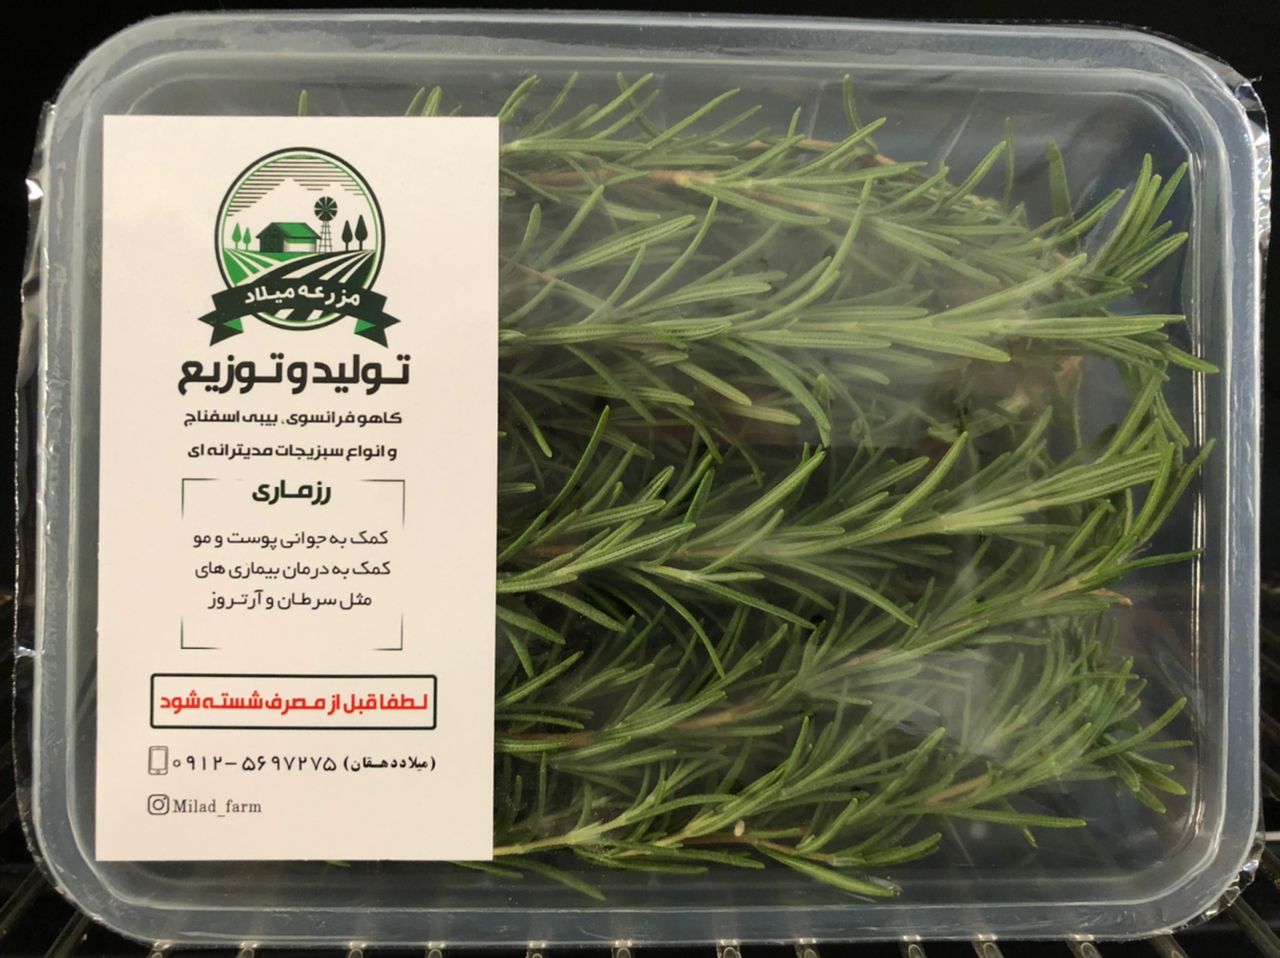 مزرعه میلاد
تولید و توزیع
کاهو فرانسوی، بیبی اسفناج
و انواع سبزیجات مدیترانه ای
رزماری
کمک به جوانی پوست و مو
کمک به درمان بیماری های
مثل سرطان و آرتروز
لطفا قبل از مصرف شسته شود
۰۹۱۲-۵۶۹۷۲۷۵ (میلاد دهقان)
Milad_farm